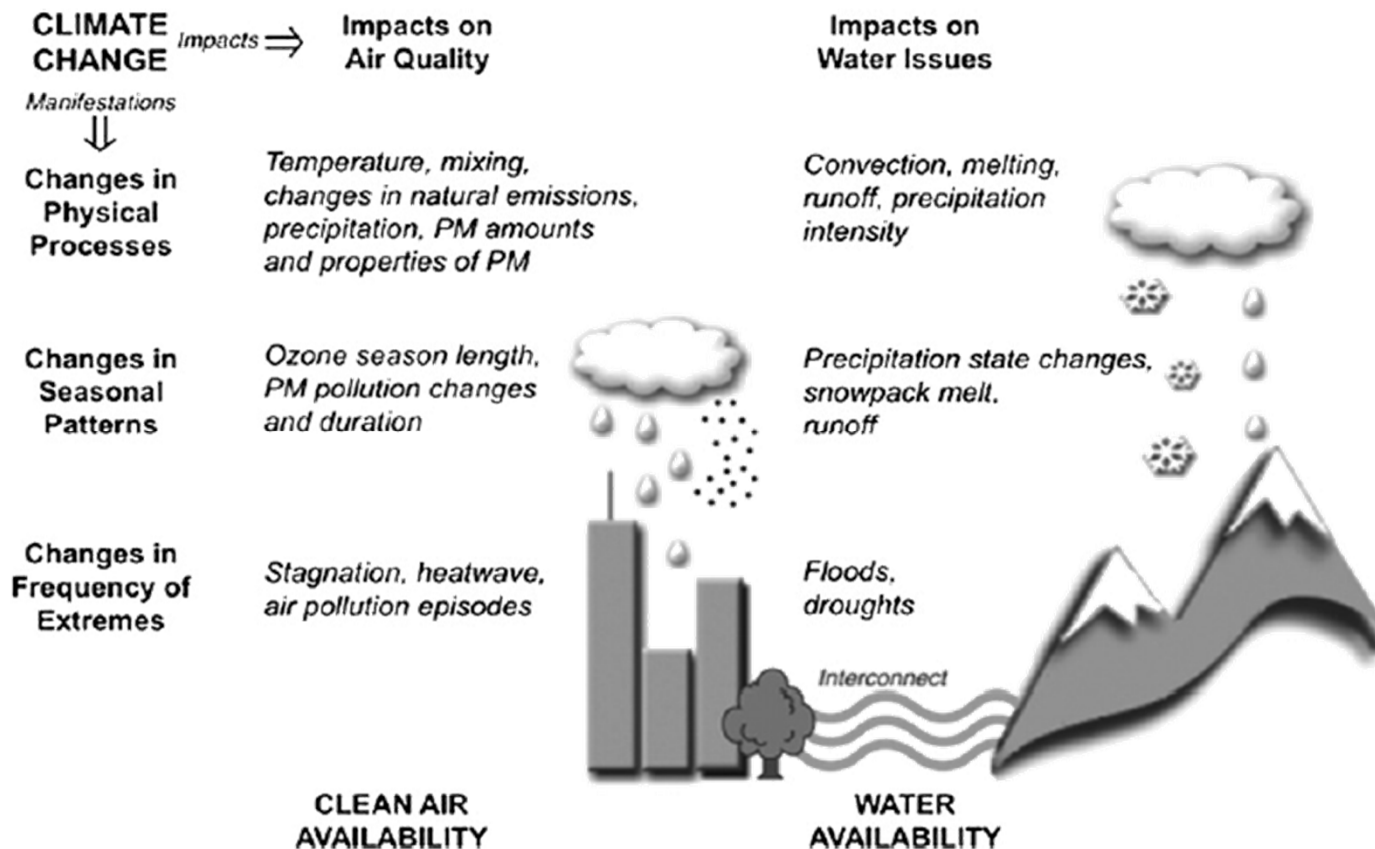 CLIMATE
CHANGE
Impacts
Impacts on
Air Quality
Impacts on
Water Issues
Manifestations
Changes in
Physical
Processes
Temperature, mixing,
changes in natural emissions,
precipitation, PM amounts
and properties of PM
Convection, melting,
runoff, precipitation
intensity
Changes in
Seasonal
Patterns
Ozone season length,
PM pollution changes
and duration
Precipitation state changes,
snowpack melt,
runoff
Changes in
Frequency of
Extremes
Stagnation, heatwave,
air pollution episodes
Floods,
droughts
Interconnect
CLEAN AIR
AVAILABILITY
WATER
AVAILABILITY